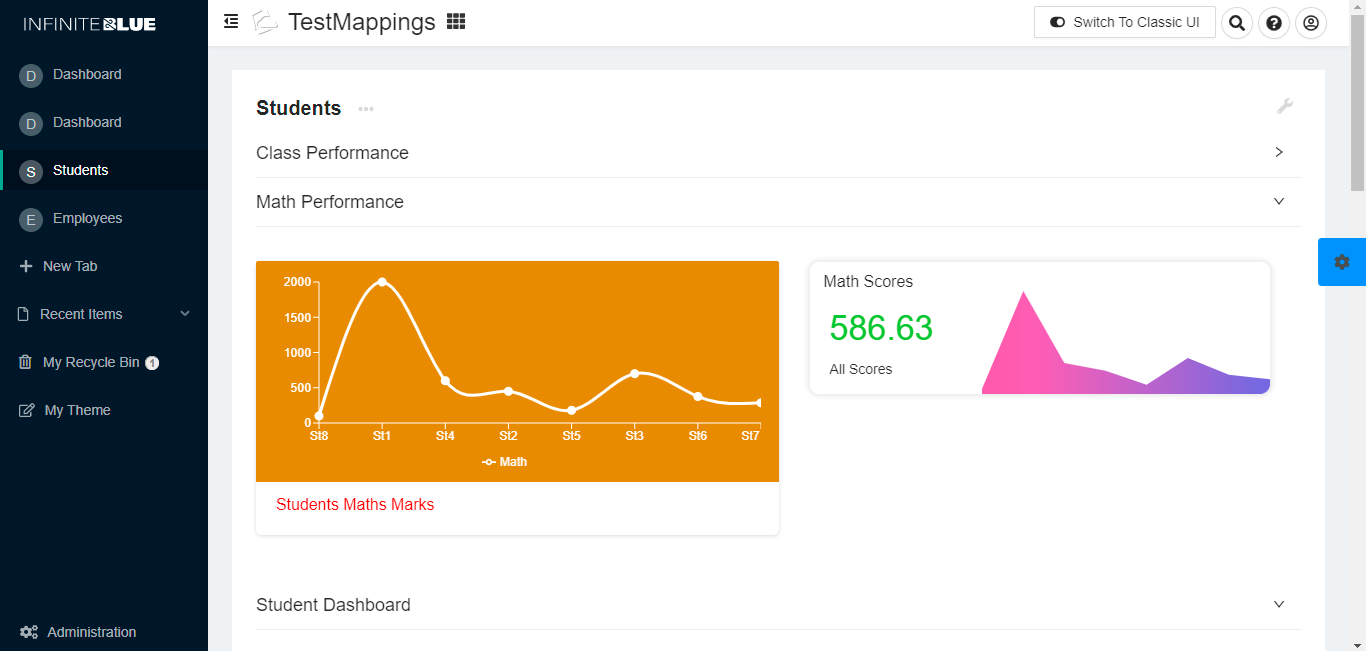 INFINITE BLUE
TestMappings
Switch To Classic UI
D Dashboard
D Dashboard
S Students
E Employees
New Tab
Recent Items
My Recycle Bin 1
My Theme
Administration
Students
Class Performance
Math Performance
2000
1500
1000
500
0
St8 St1 St4 St2 St5 St3 St6 St7
Math
Students Maths Marks
Math Scores
586.63
All Scores
Student Dashboard